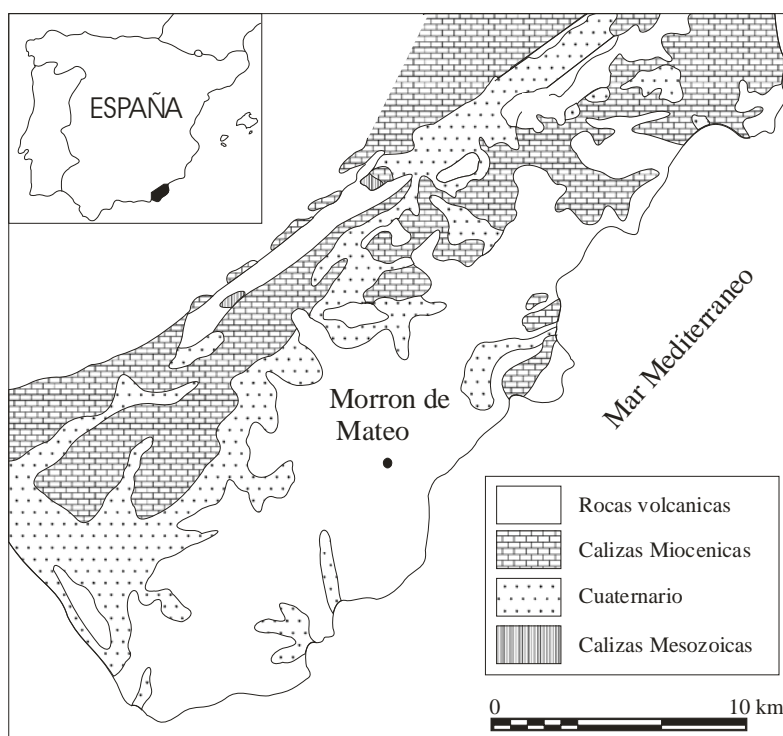 ESPAÑA
Mar Mediterraneo
Morron de
Mateo
Rocas volcanicas
Calizas Miocenicas
Cuaternario
Calizas Mesozoicas
0
10 km